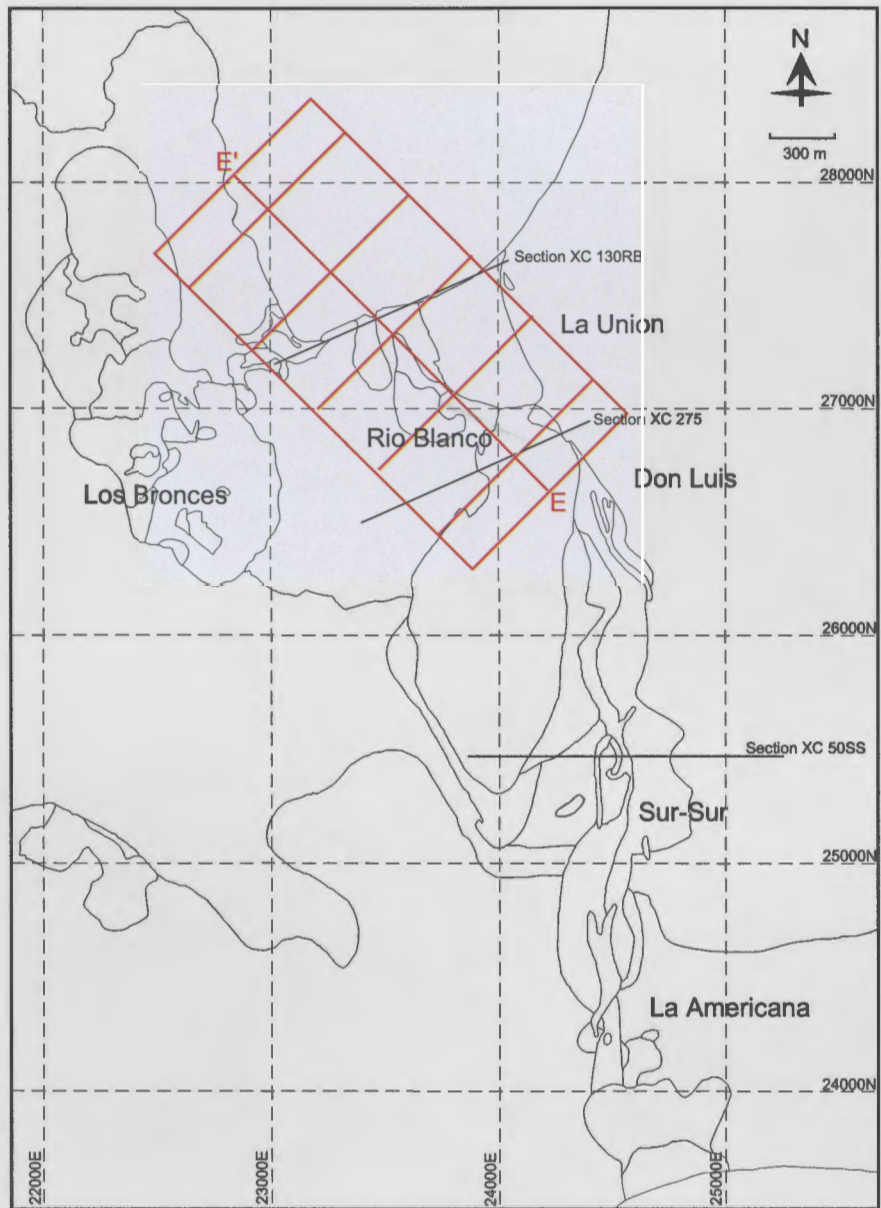 N
300 m
E'
28000N
Section XC 130RB
La Union
27000N
Section XC 275
Rio Blanco
Don Luis
Los Bronces
E
26000N
Section XC 50SS
Sur-Sur
25000N
La Americana
24000N
22000E
23000E
24000E
25000E